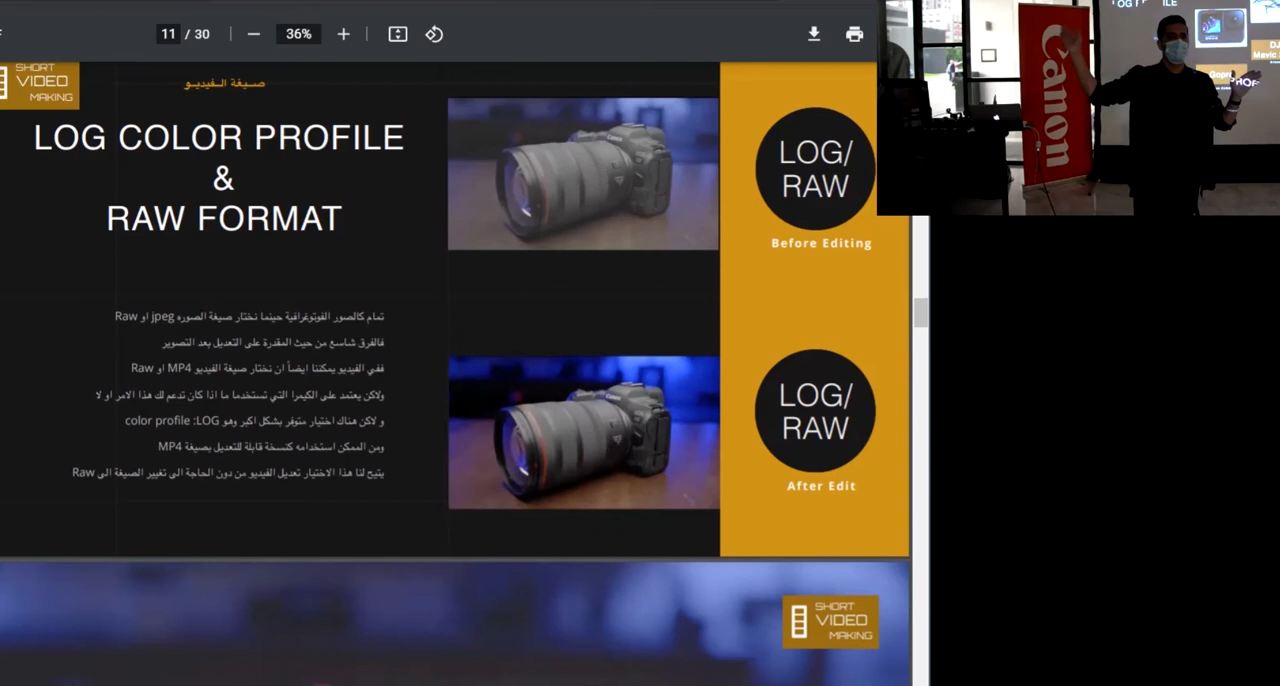 11 / 30
36%
SHORT
VIDEO
MAKING
صيغة الـفيديـو
LOG COLOR PROFILE
&
RAW FORMAT
تمام كالصور الفوتوغرافية حينما نختار صيغة الصوره jpeg او Raw
فالفرق شاسع من حيث المقدرة على التعديل بعد التصوير
ففي الفيديو يمكننا ايضاً ان نختار صيغة الفيديو MP4 او Raw
ولاكن يعتمد على الكيمرا التي تستخدما ما اذا كان تدعم لك هذا الامر او لا
و لاكن هناك اختيار متوفر بشكل اكبر وهو color profile :LOG
ومن الممكن استخدامه كنسخة قابلة للتعديل بصيغة MP4
يتيح لنا هذا الاختيار تعديل الفيديو من دون الحاجة الى تغيير الصيغة الى Raw
LOG/
RAW
Before Editing
LOG/
RAW
After Edit
Canon
Gopro
SHORT
VIDEO
MAKING